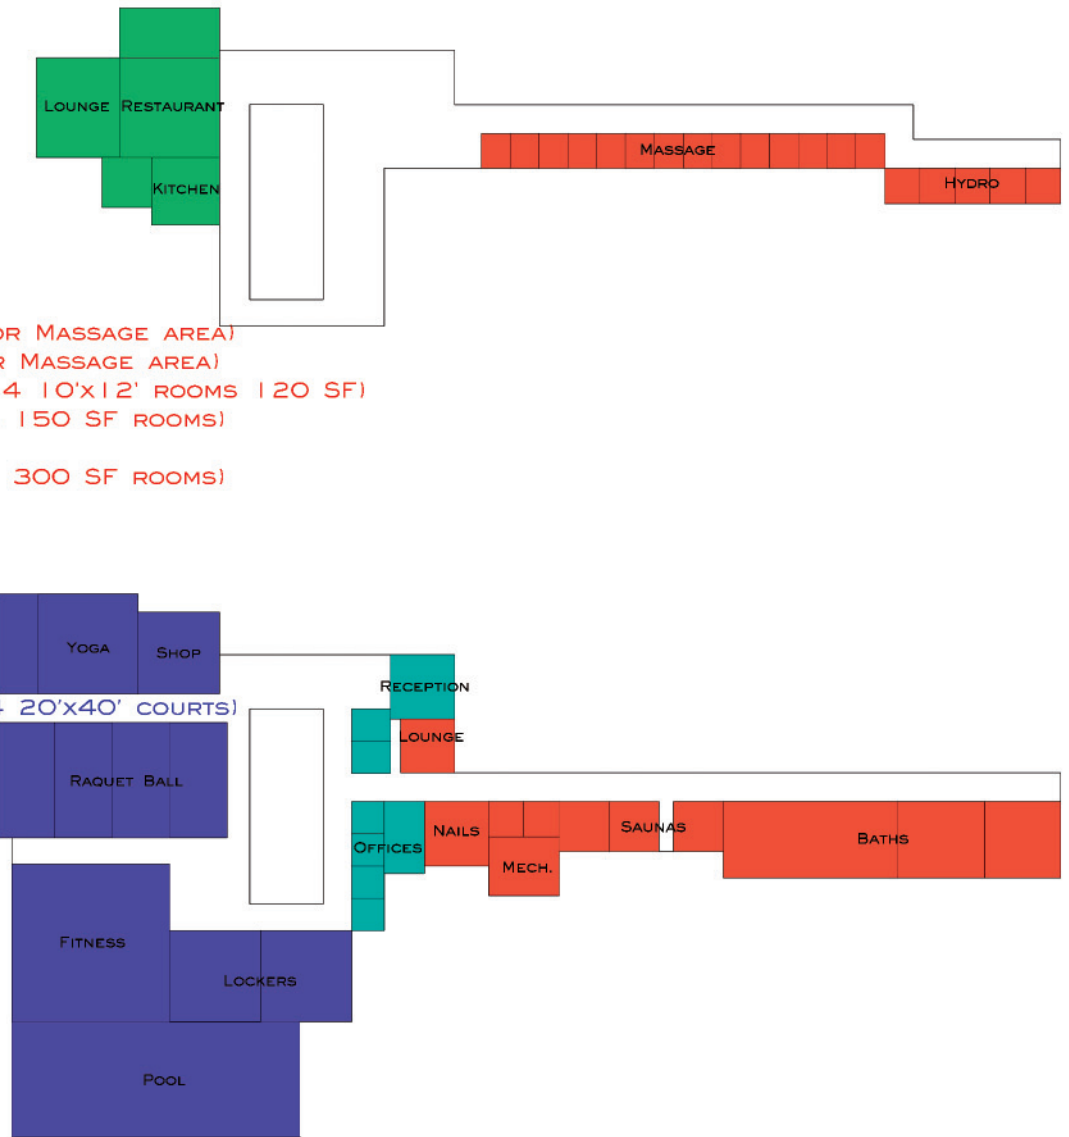 Lounge Restaurant
Kitchen
Massage
Hydro
or Massage area)
r Massage area)
4 10'x12' rooms 120 SF)
150 SF rooms)
300 SF rooms)
Yoga Shop
4 20'x40' courts)
Reception
Lounge
Raquet Ball
Nails
Saunas
Baths
Offices
Mech.
Fitness
Lockers
Pool